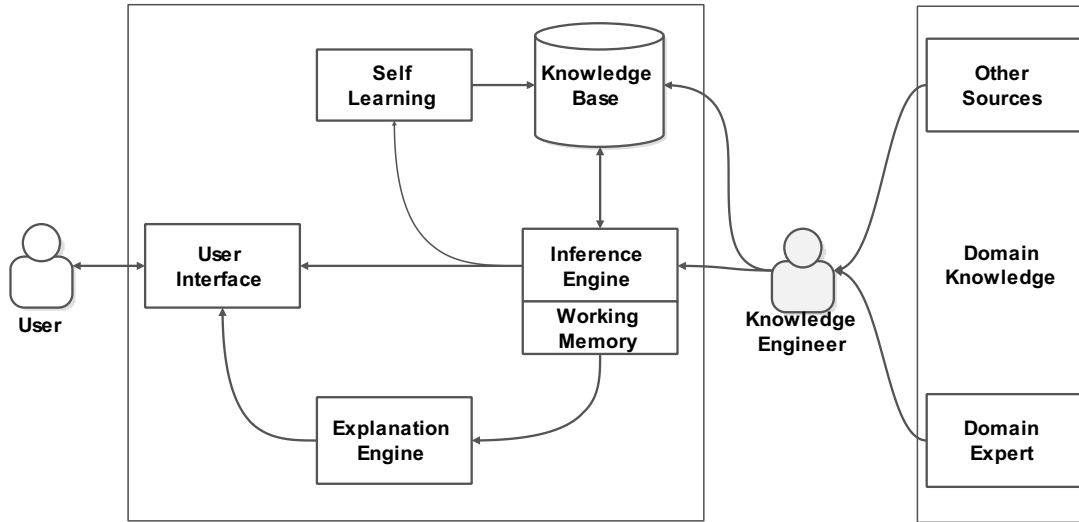 Self
Learning
Knowledge
Base
Other
Sources
User
Interface
Inference
Engine
Domain
Knowledge
User
Working
Memory
Knowledge
Engineer
Explanation
Engine
Domain
Expert